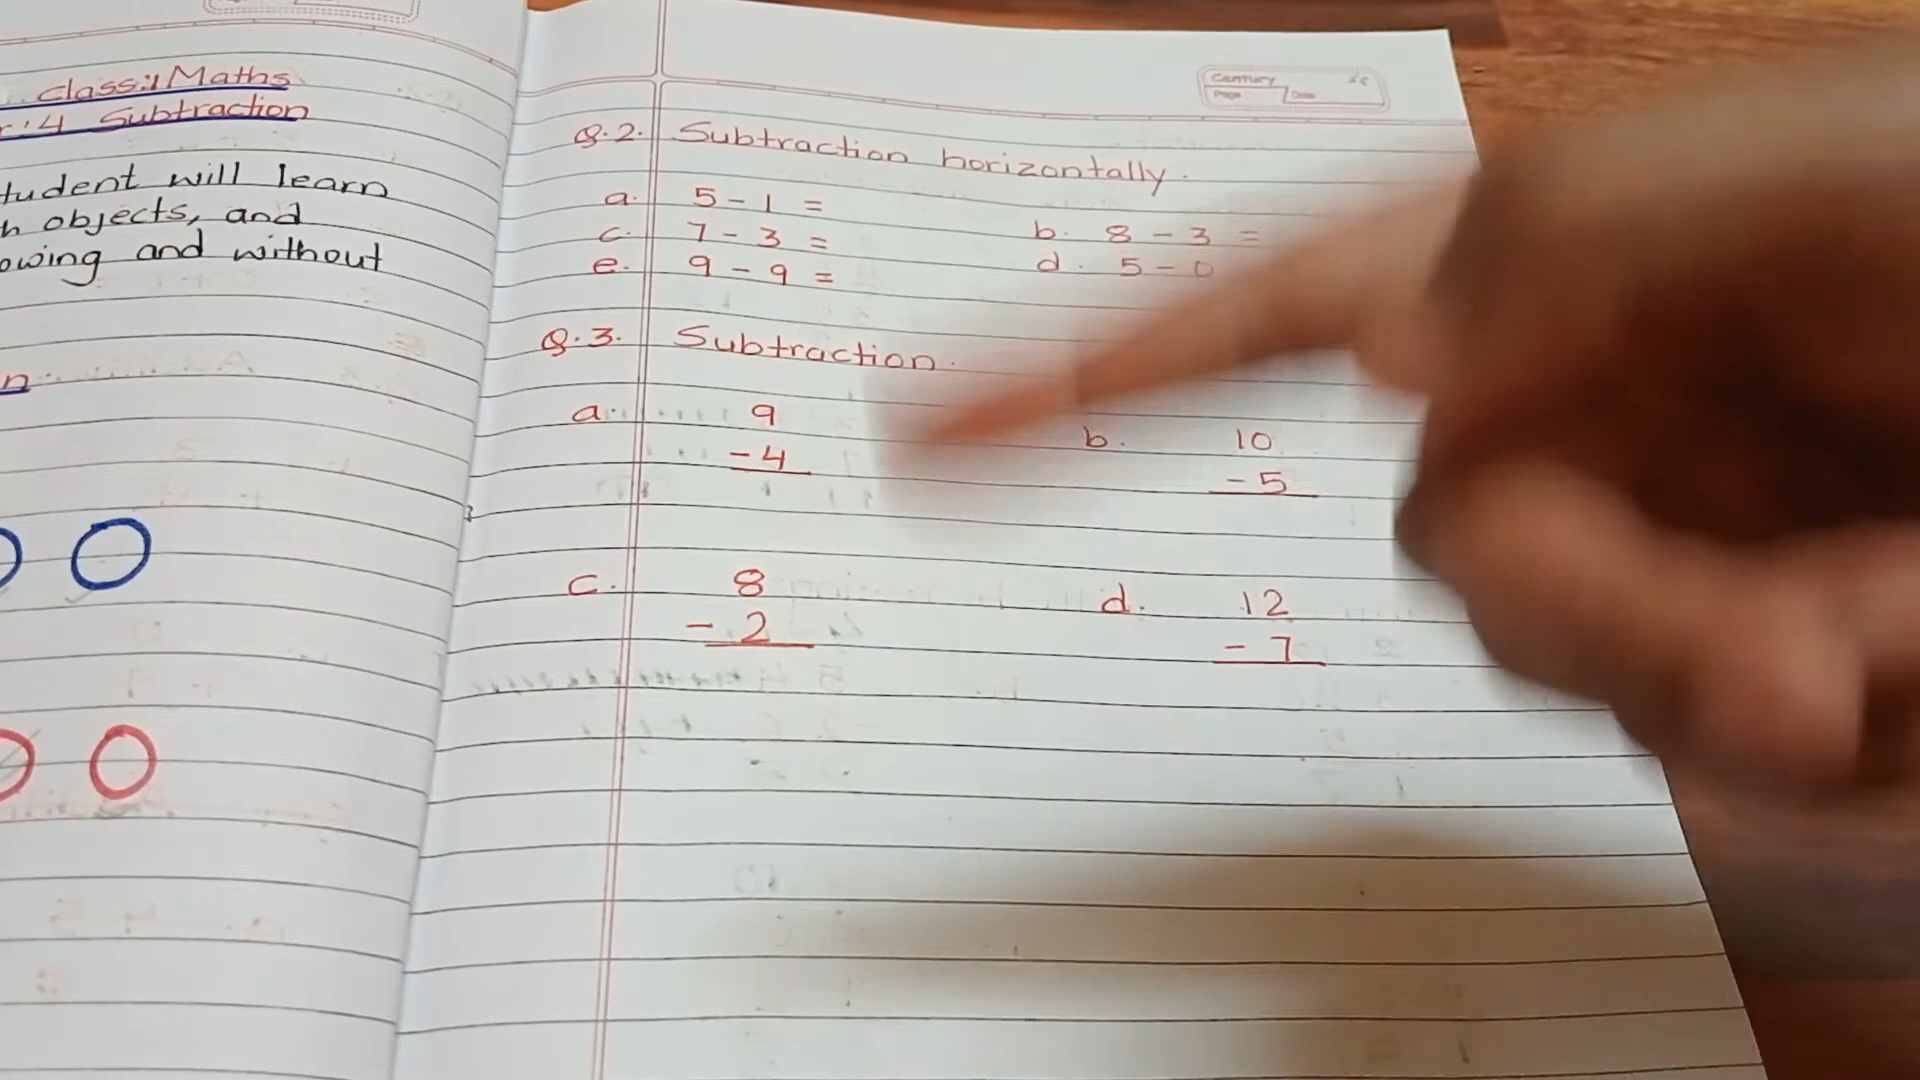 class:1 Maths
4 Subtraction
tudent will learn
h objects, and
owing and without
n
Century
Page Date
Q.2. Subtraction horizontally.
a. 5 - 1 =
b. 8 - 3 =
c. 7 - 3 =
d. 5 - 0
e. 9 - 9 =
Q.3. Subtraction.
a. 9
- 4
b. 10
- 5
c. 8
- 2
d. 12
- 7